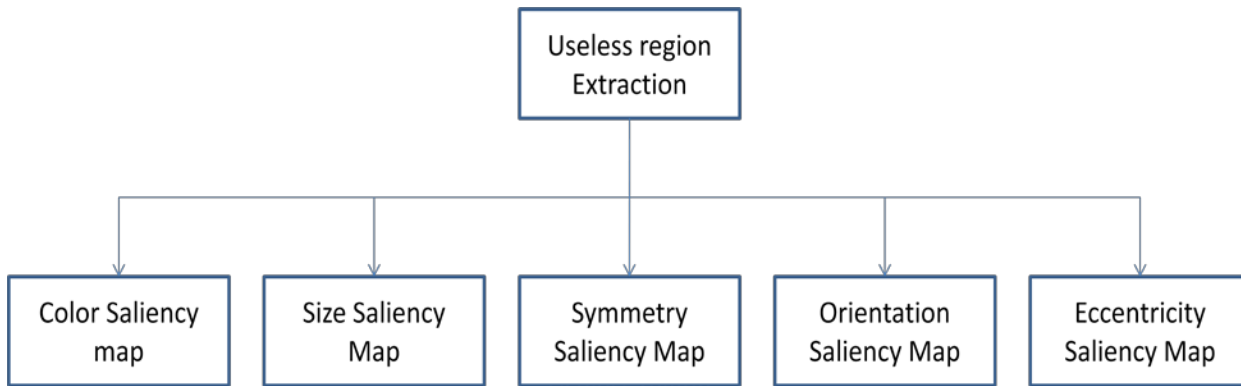 Useless region
Extraction
Color Saliency
map
Size Saliency
Map
Symmetry
Saliency Map
Orientation
Saliency Map
Eccentricity
Saliency Map